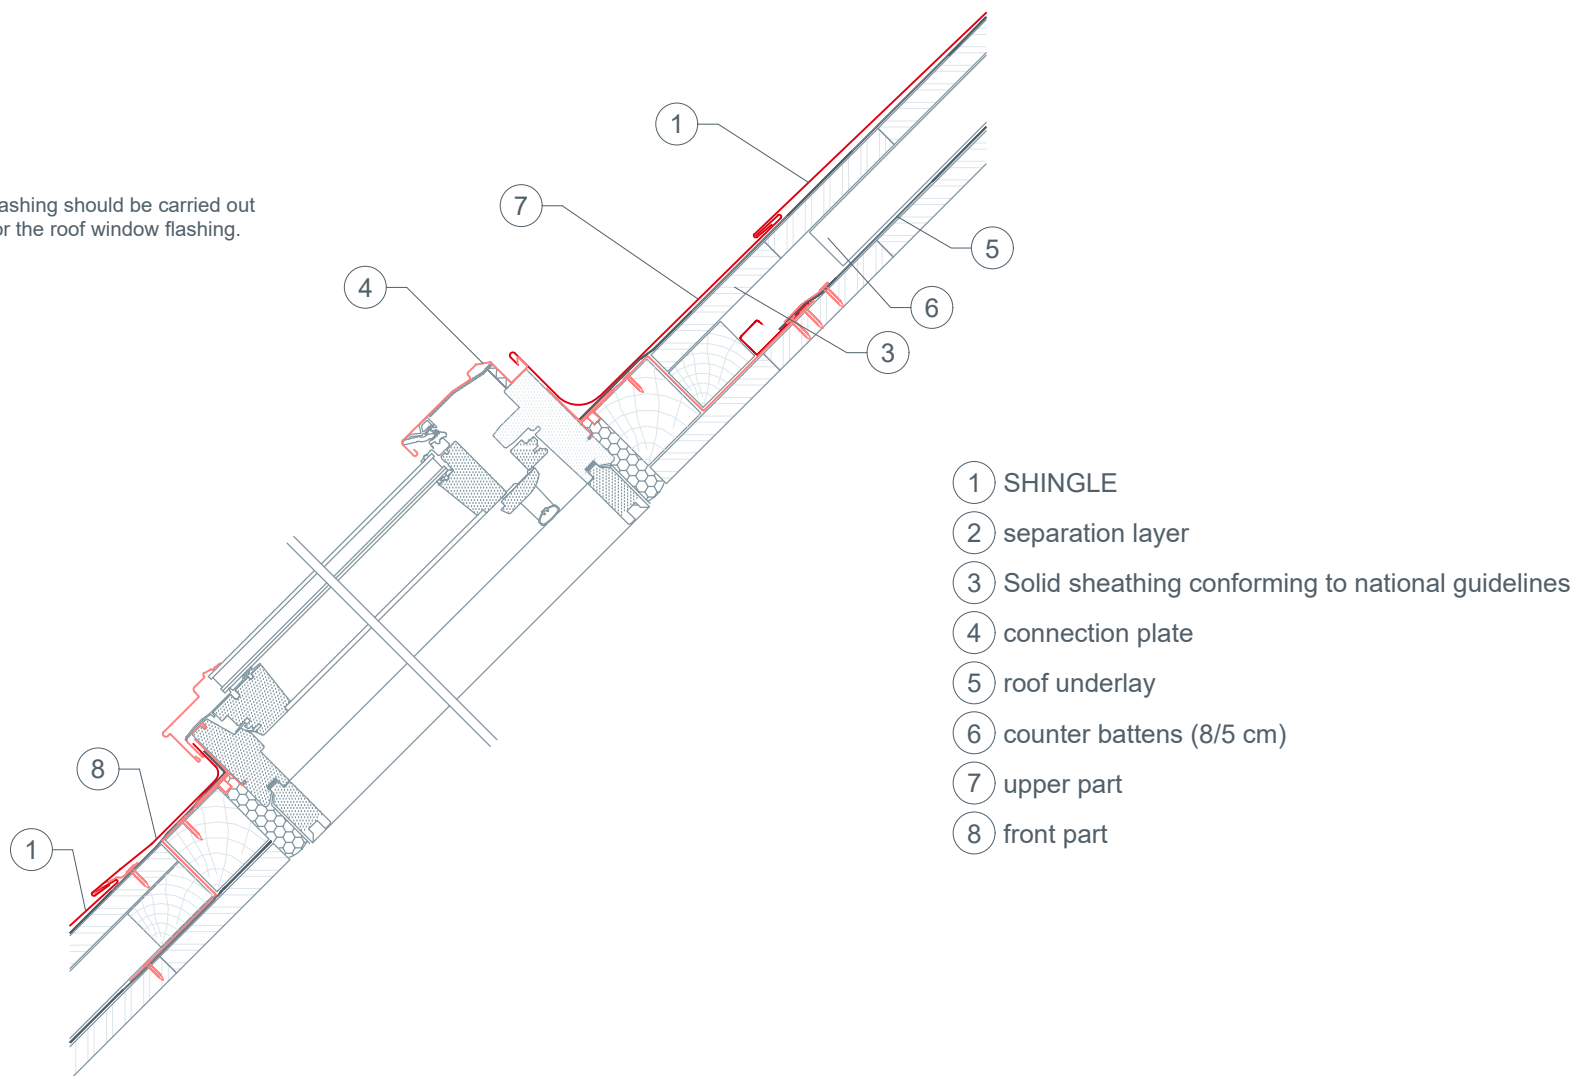 1
7
ashing should be carried out
or the roof window flashing.
5
4
6
3
1 SHINGLE
2 separation layer
3 Solid sheathing conforming to national guidelines
4 connection plate
5 roof underlay
6 counter battens (8/5 cm)
7 upper part
8 front part
8
1